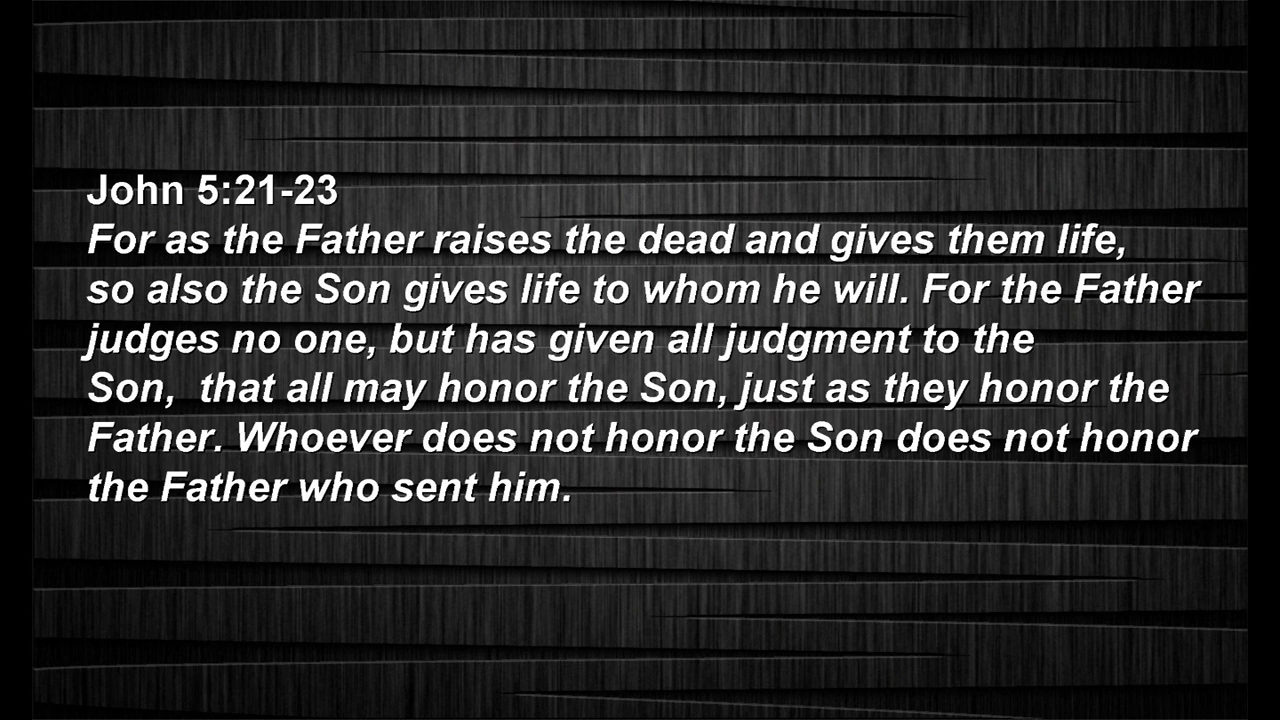 John 5:21-23
For as the Father raises the dead and gives them life,
so also the Son gives life to whom he will. For the Father
judges no one, but has given all judgment to the
Son,  that all may honor the Son, just as they honor the
Father. Whoever does not honor the Son does not honor
the Father who sent him.